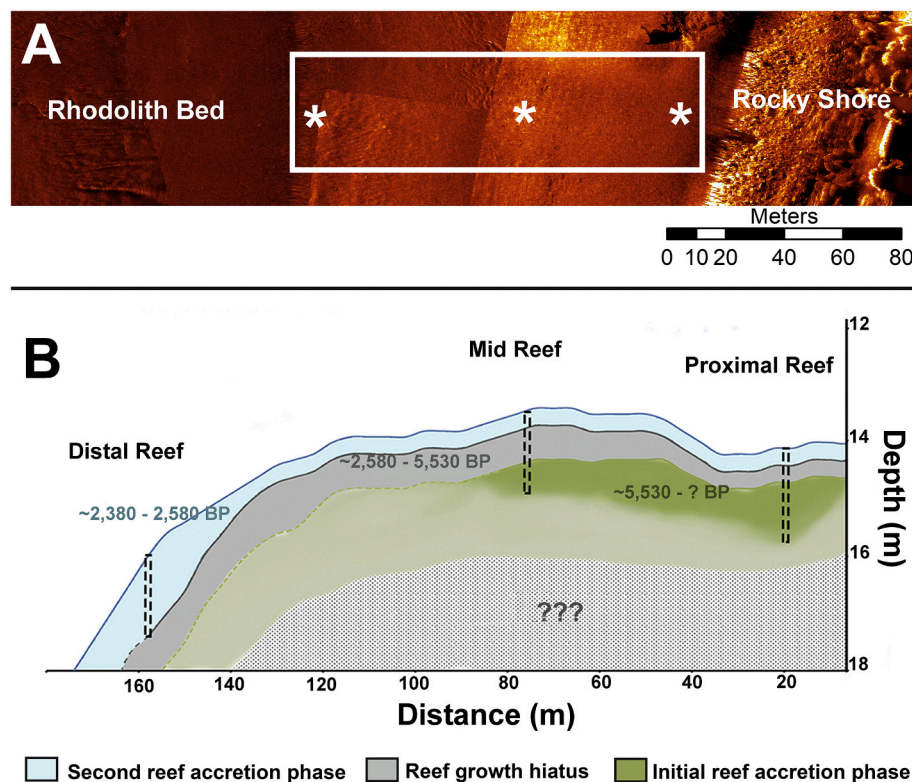 A
Rhodolith Bed
* * *
Rocky Shore
Meters
0 10 20 40 60 80
B
12
Mid Reef
Proximal Reef
Distal Reef
14
~2,580 - 5,530 BP
~5,530 - ? BP
~2,380 - 2,580 BP
Depth (m)
16
???
18
160 140 120 100 80 60 40 20
Distance (m)
Second reef accretion phase
Reef growth hiatus
Initial reef accretion phase